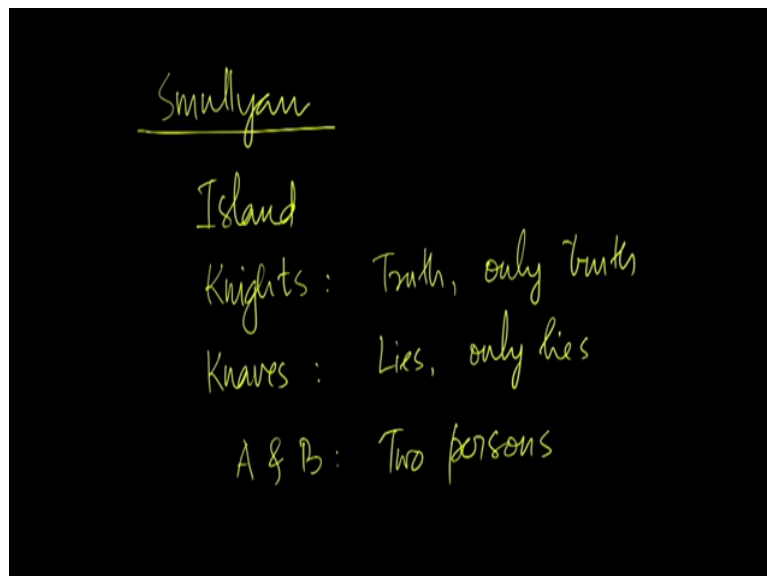 Smullyan
Island
Knights : Truth, only truth
Knaves : Lies, only lies
A & B : Two persons